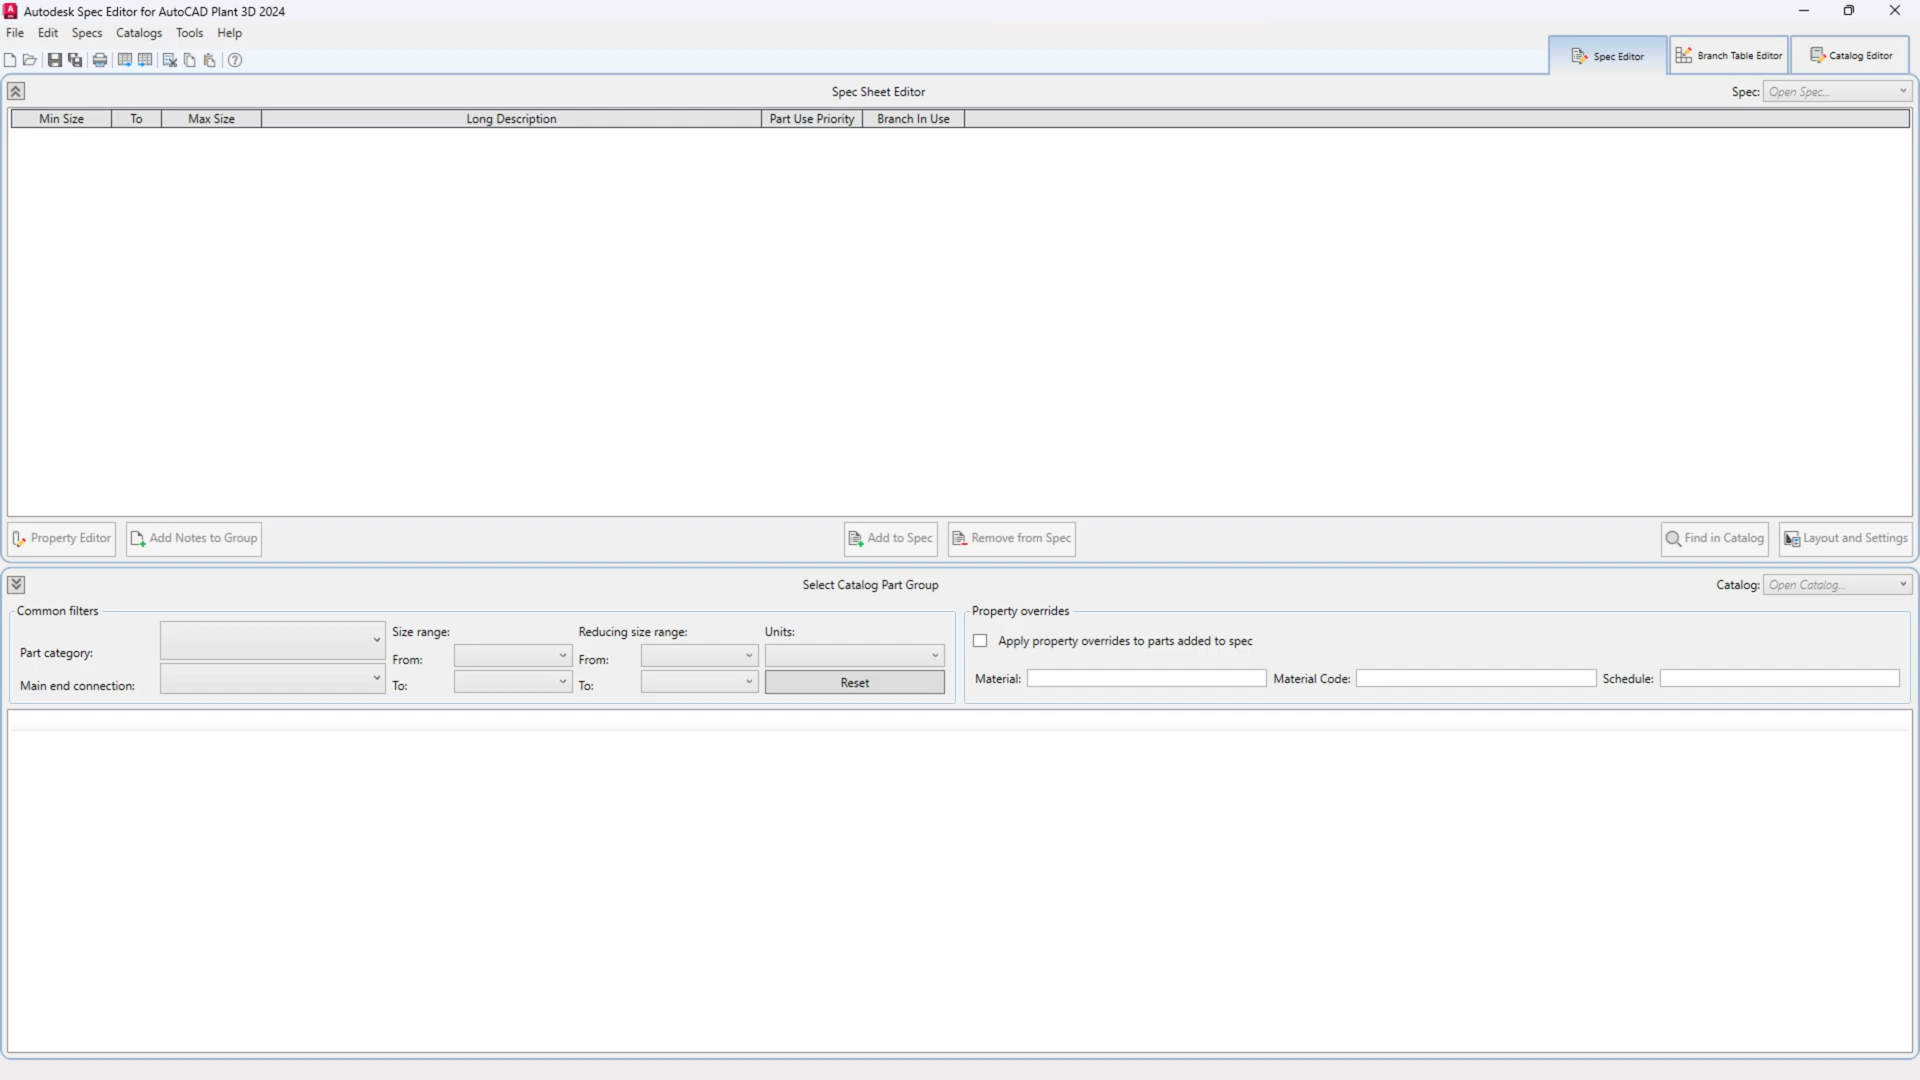 Autodesk Spec Editor for AutoCAD Plant 3D 2024
File Edit Specs Catalogs Tools Help
Spec Editor Branch Table Editor Catalog Editor
Spec Sheet Editor Spec: Open Spec...
Min Size To Max Size Long Description Part Use Priority Branch In Use
Property Editor Add Notes to Group Add to Spec Remove from Spec Find in Catalog Layout and Settings
Select Catalog Part Group Catalog: Open Catalog...
Common filters Property overrides
Size range: Reducing size range: Units:
Apply property overrides to parts added to spec
Part category: From: From:
Main end connection: To: To: Reset Material: Material Code: Schedule: